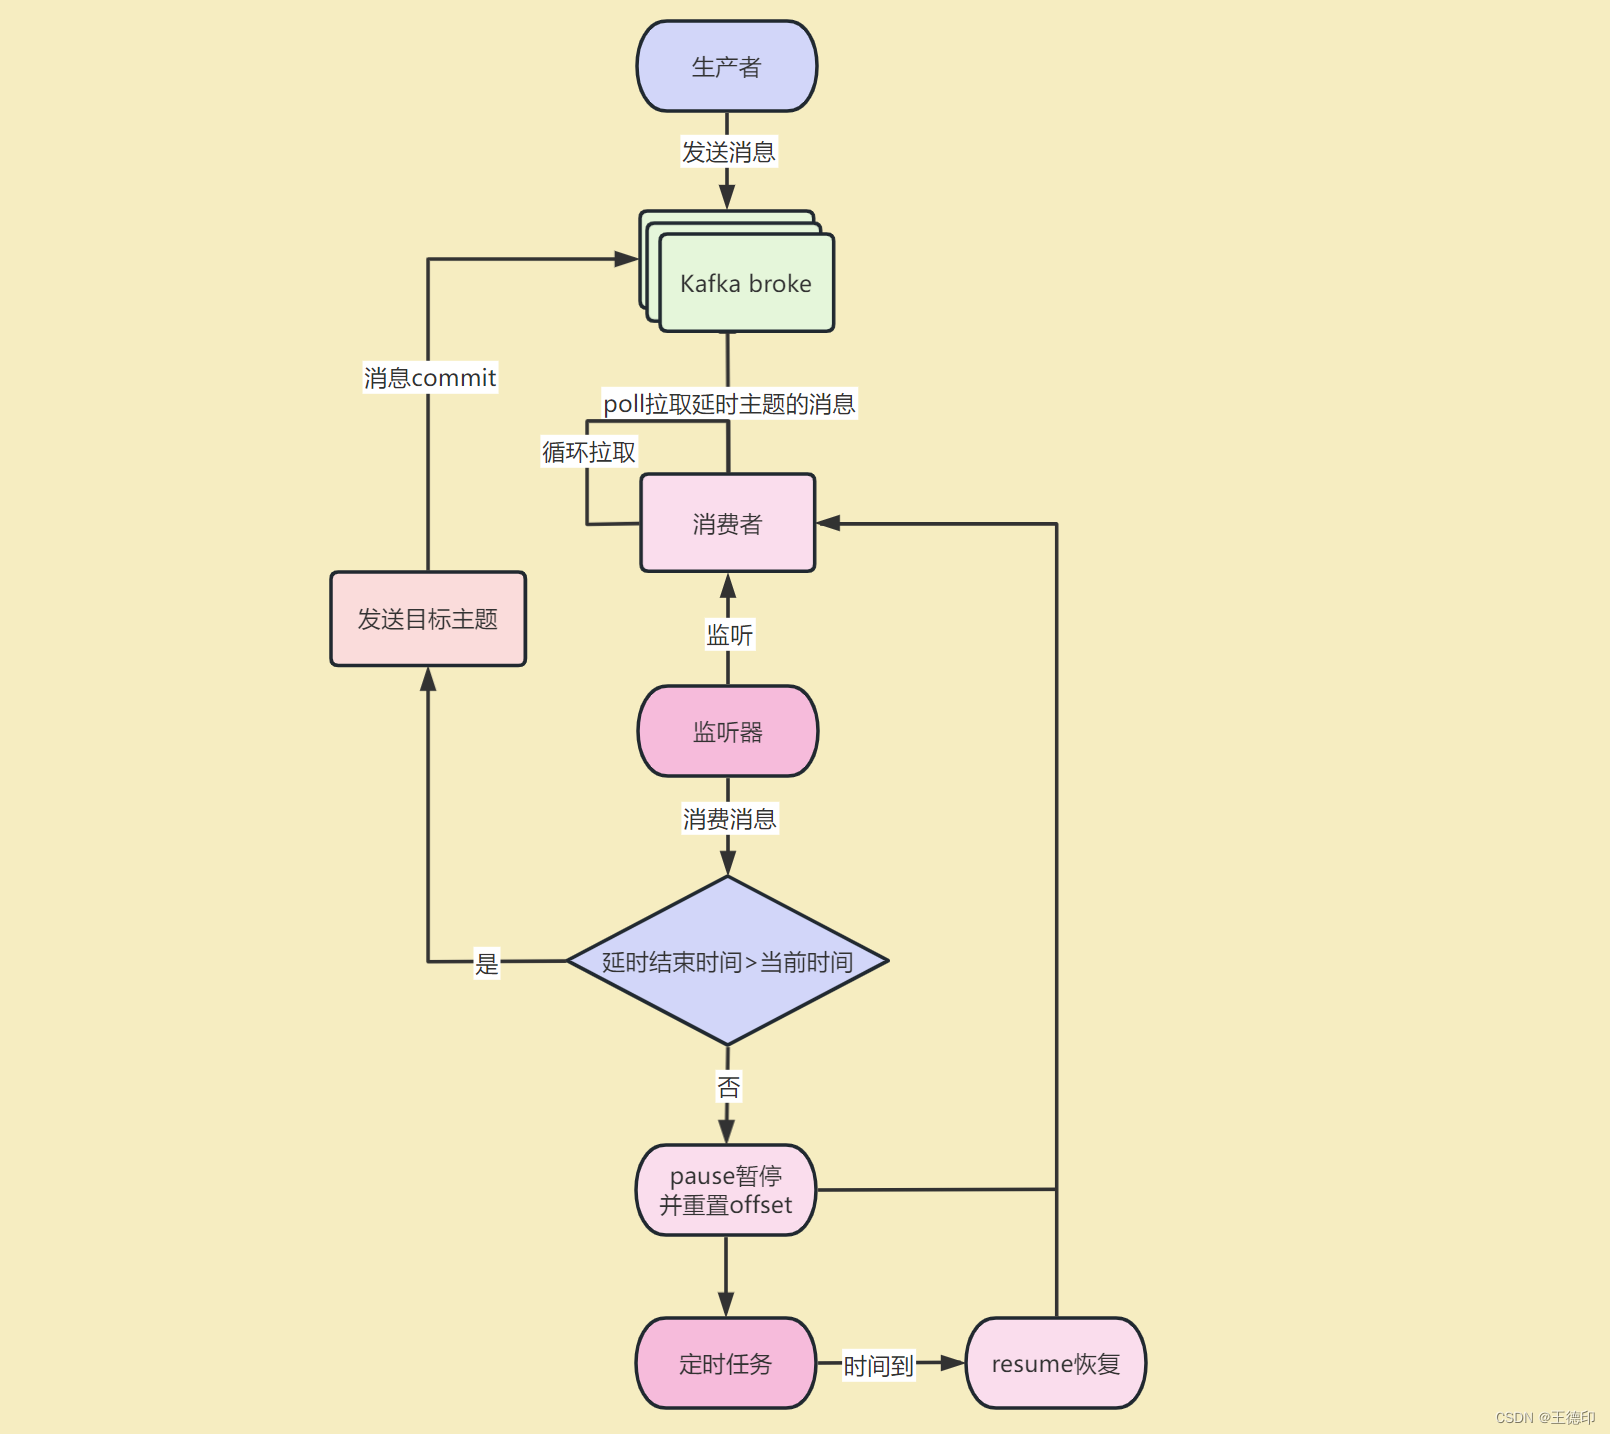 生产者
发送消息
Kafka broke
消息commit
poll拉取延时主题的消息
循环拉取
消费者
发送目标主题
监听
监听器
消费消息
延时结束时间>当前时间
是
否
pause暂停
并重置offset
定时任务
时间到
resume恢复
CSDN @王德印